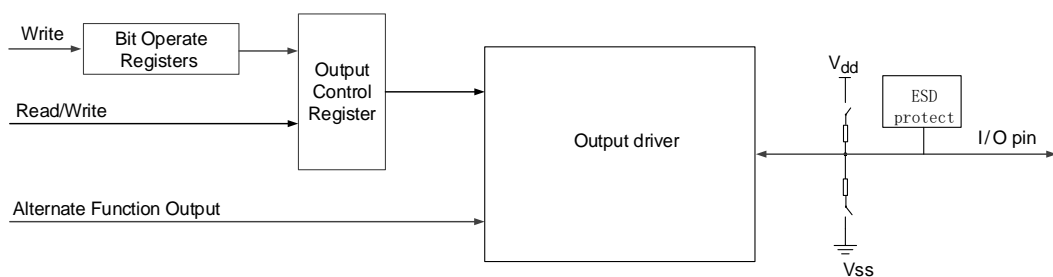 Write
Bit Operate
Registers
Read/Write
Output
Control
Register
Alternate Function Output
Output driver
Vdd
ESD
protect
I/O pin
Vss